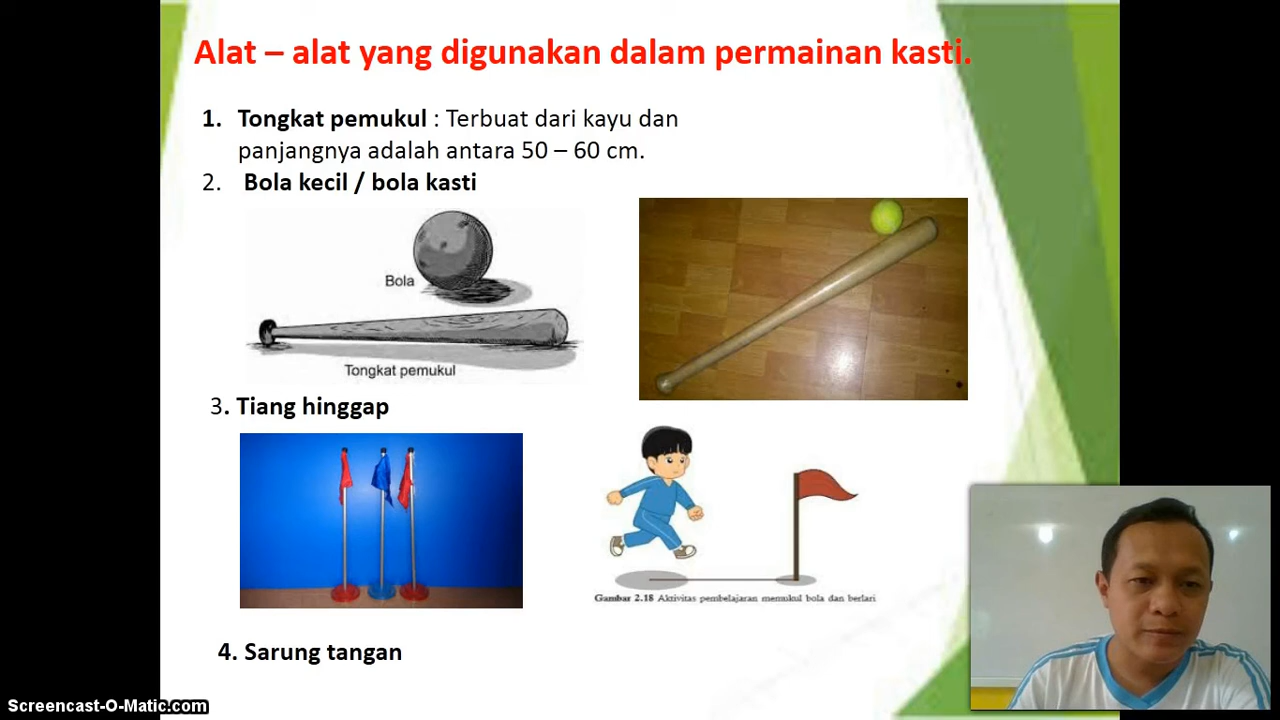 Alat – alat yang digunakan dalam permainan kasti.
1. Tongkat pemukul : Terbuat dari kayu dan
panjangnya adalah antara 50 – 60 cm.
2. Bola kecil / bola kasti
Bola
Tongkat pemukul
3. Tiang hinggap
Gambar 2.18 Aktivitas pembelajaran memukul bola dan berlari
4. Sarung tangan
Screencast-O-Matic.com